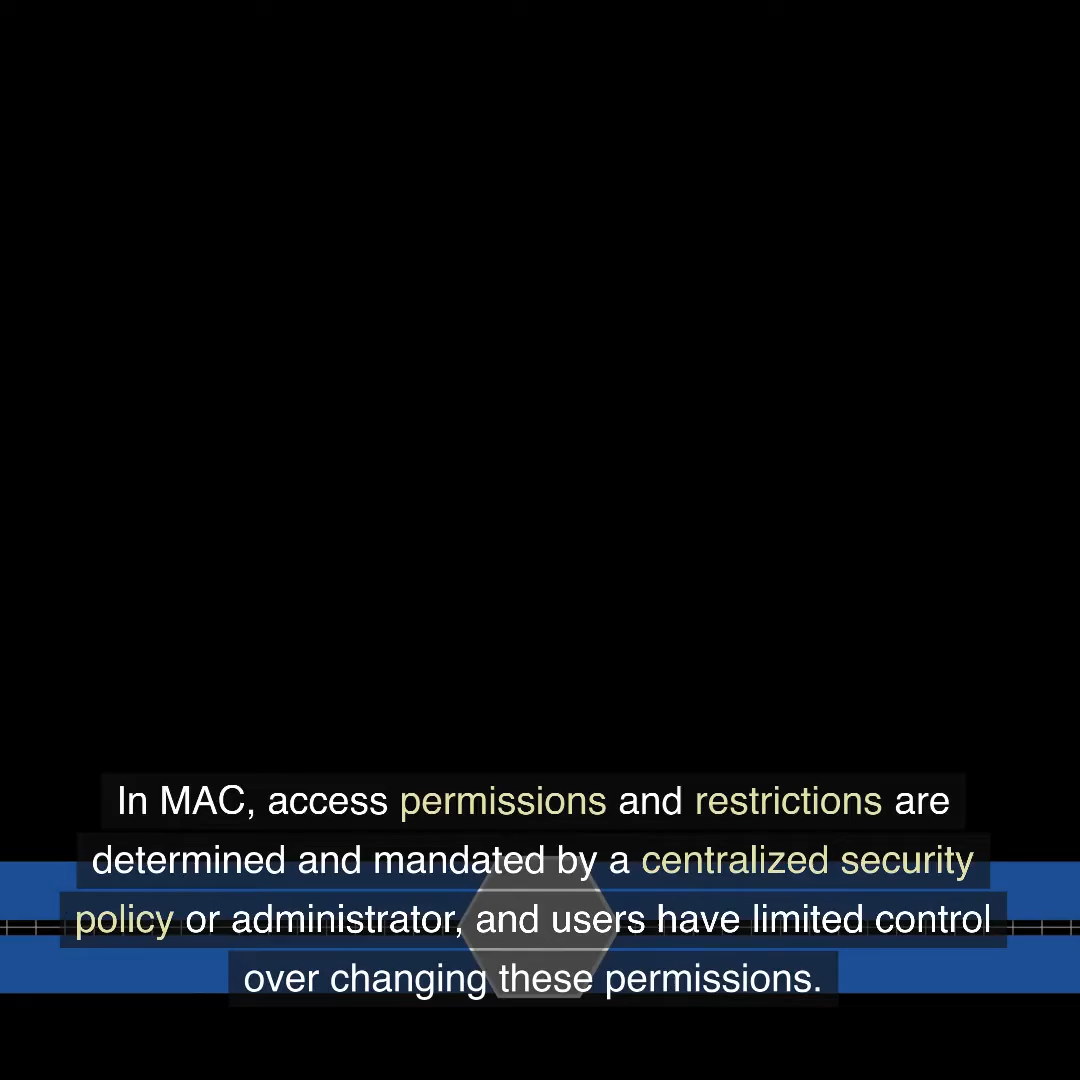 In MAC, access permissions and restrictions are
determined and mandated by a centralized security
policy or administrator, and users have limited control
over changing these permissions.